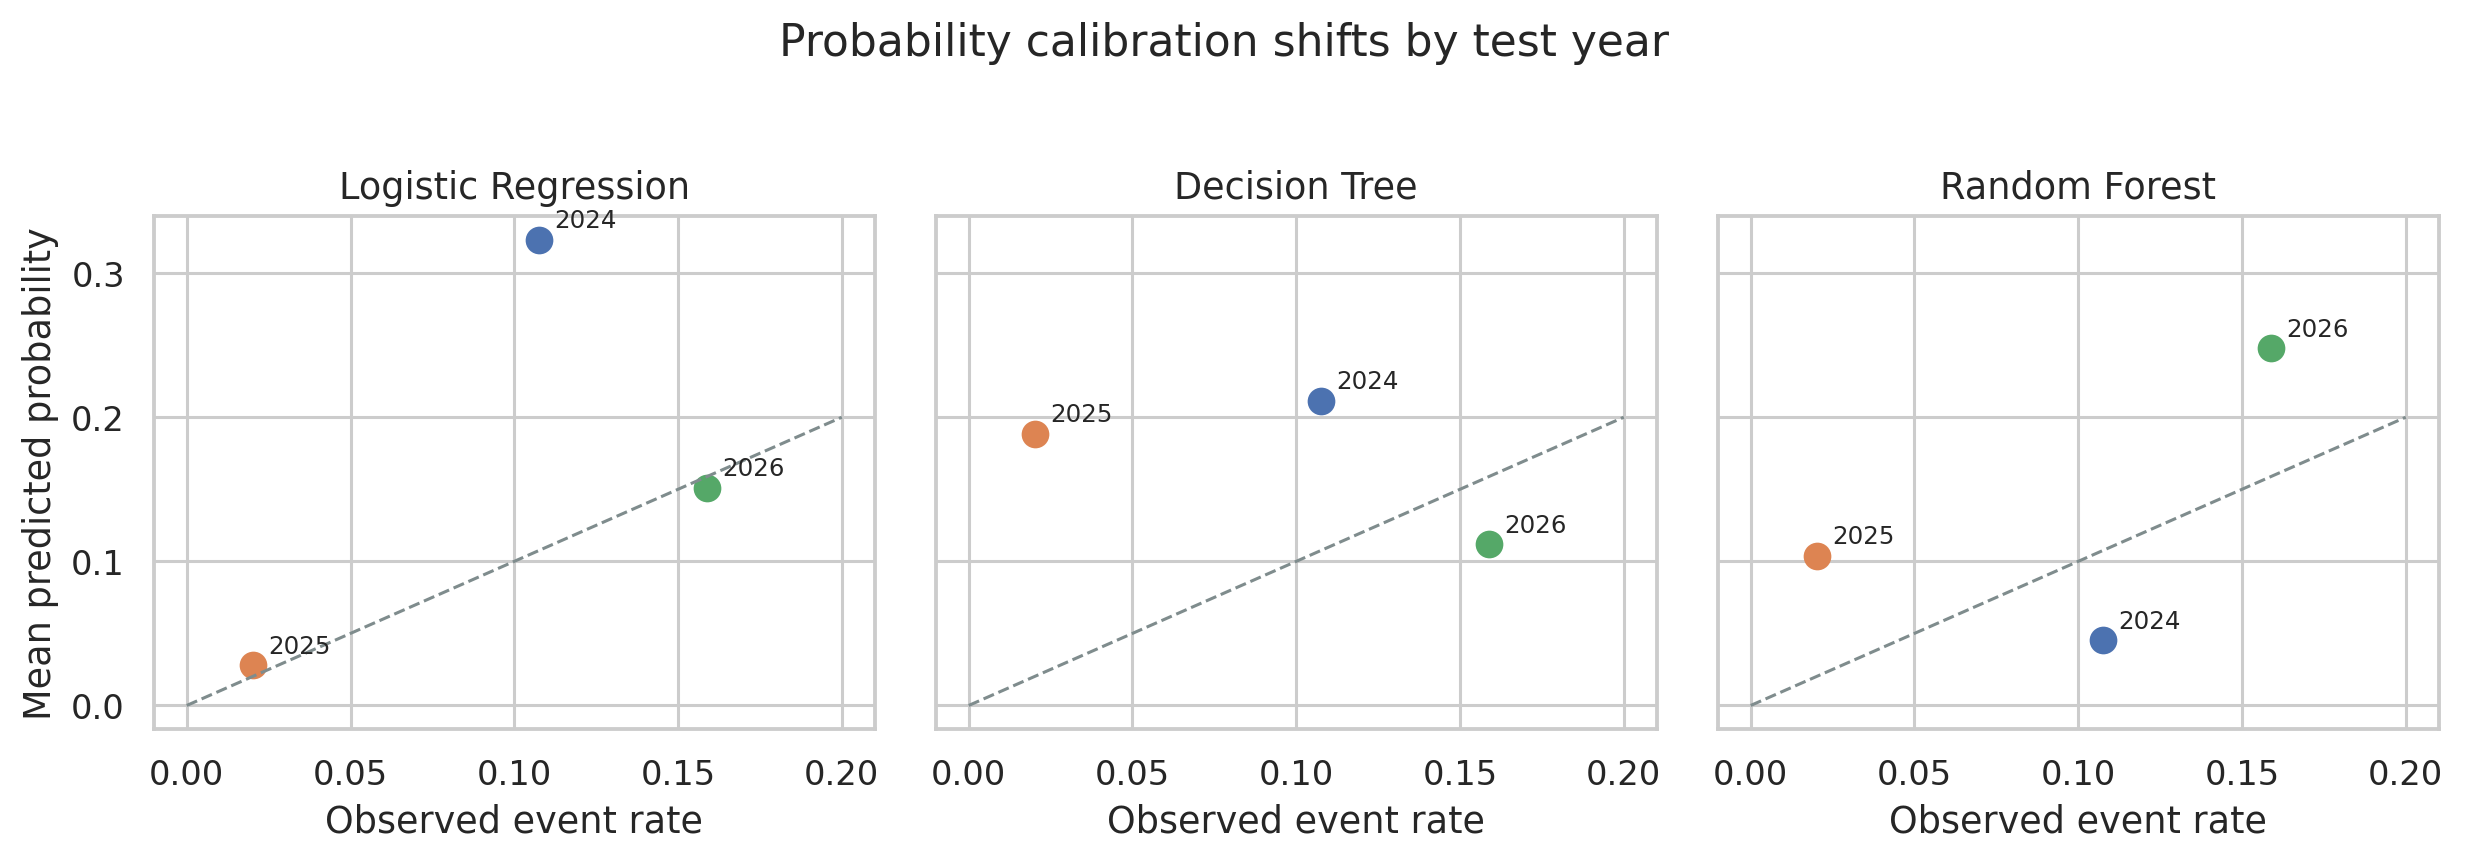 Probability calibration shifts by test year
Logistic Regression
Decision Tree
Random Forest
Mean predicted probability
0.3
0.2
0.1
0.0
2024
2026
2025
2024
2025
2026
2026
2025
2024
0.00 0.05 0.10 0.15 0.20
0.00 0.05 0.10 0.15 0.20
0.00 0.05 0.10 0.15 0.20
Observed event rate
Observed event rate
Observed event rate